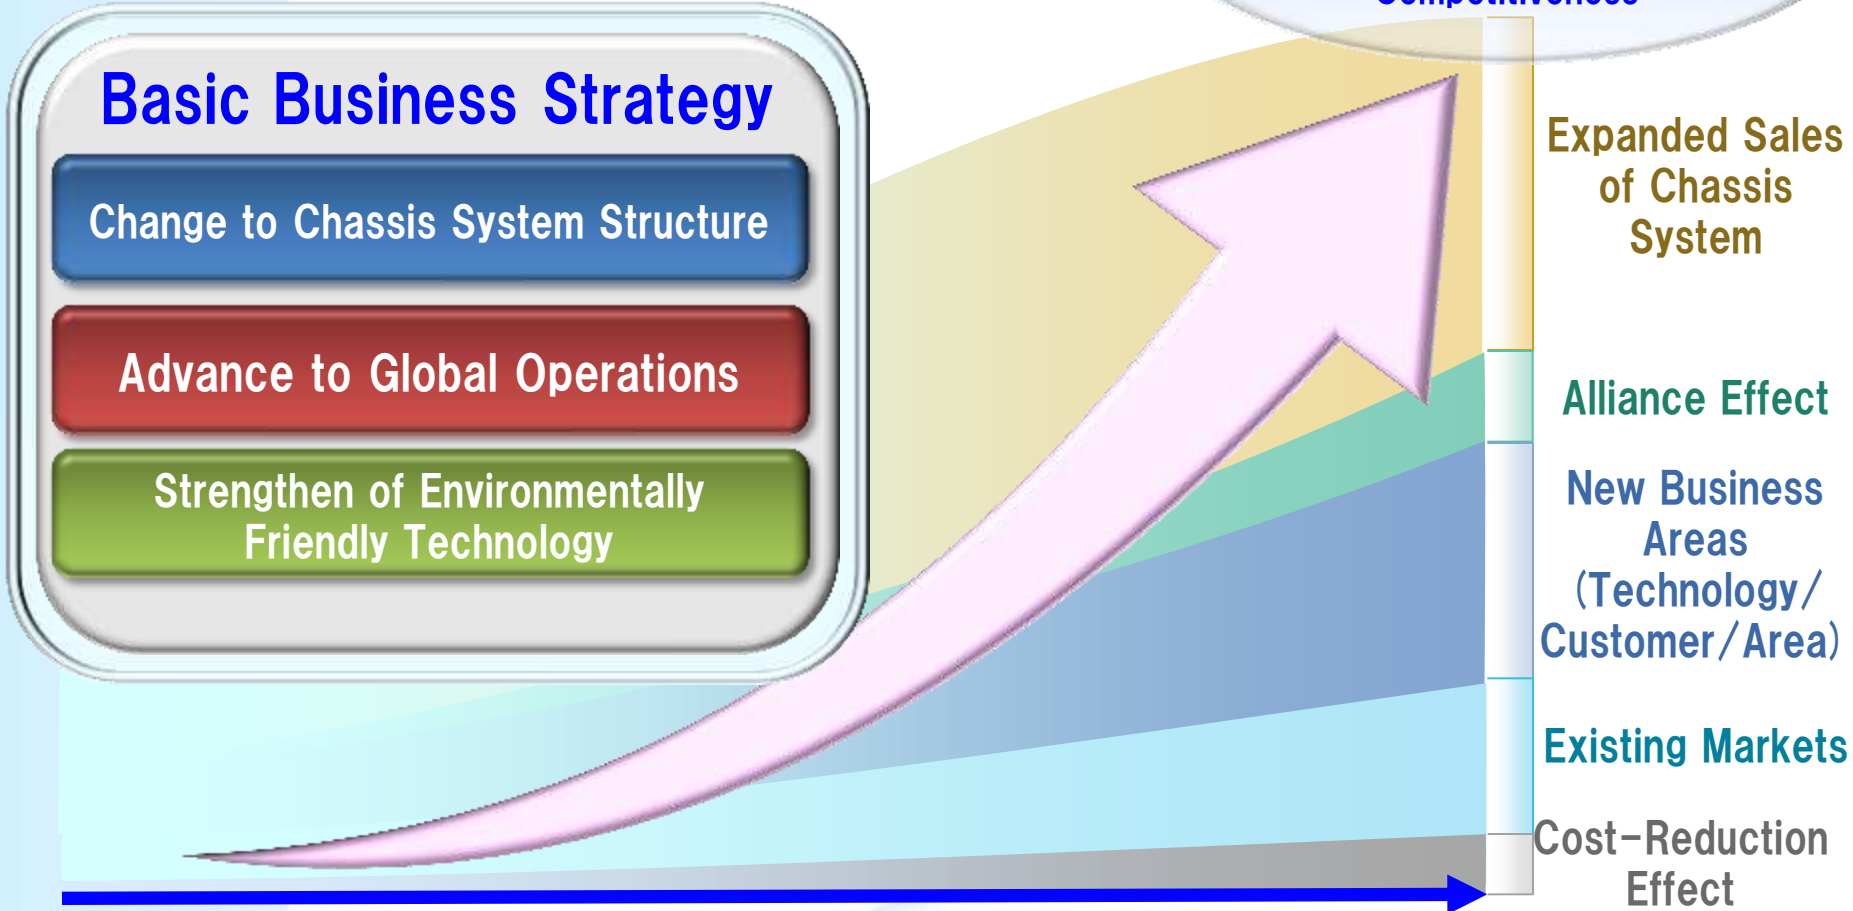 Competitiveness
Basic Business Strategy
Change to Chassis System Structure
Advance to Global Operations
Strengthen of Environmentally
Friendly Technology
Expanded Sales
of Chassis
System
Alliance Effect
New Business
Areas
(Technology/
Customer/Area)
Existing Markets
Cost-Reduction
Effect